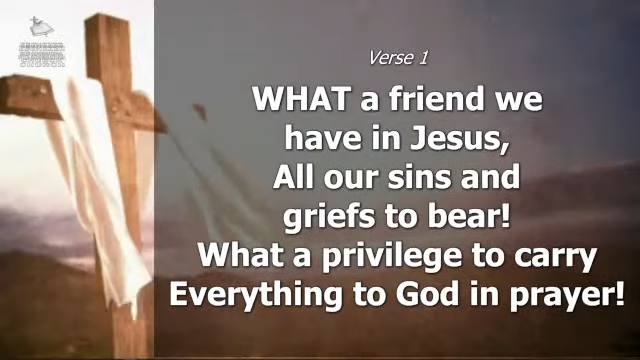 Verse 1
WHAT a friend we
have in Jesus,
All our sins and
griefs to bear!
What a privilege to carry
Everything to God in prayer!